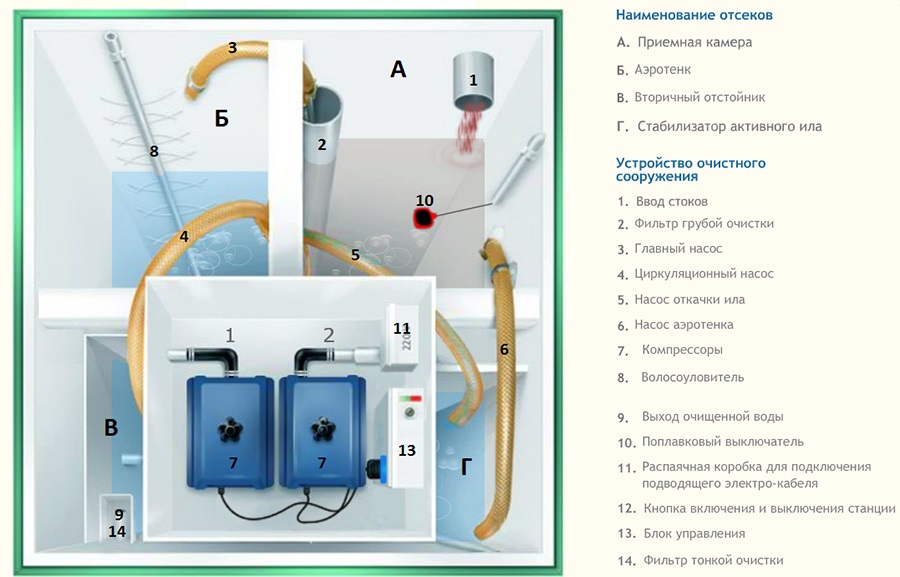 3
А
1
Б
2
8
10
4
5
1
2
11
220
6
В
7
7
13
Г
9
14
Наименование отсеков
А. Приемная камера
Б. Аэротенк
В. Вторичный отстойник
Г. Стабилизатор активного ила
Устройство очистного
сооружения
1. Ввод стоков
2. Фильтр грубой очистки
3. Главный насос
4. Циркуляционный насос
5. Насос откачки ила
6. Насос аэротенка
7. Компрессоры
8. Волосоуловитель
9. Выход очищенной воды
10. Поплавковый выключатель
11. Распаячная коробка для подключения
подводящего электро-кабеля
12. Кнопка включения и выключения станции
13. Блок управления
14. Фильтр тонкой очистки